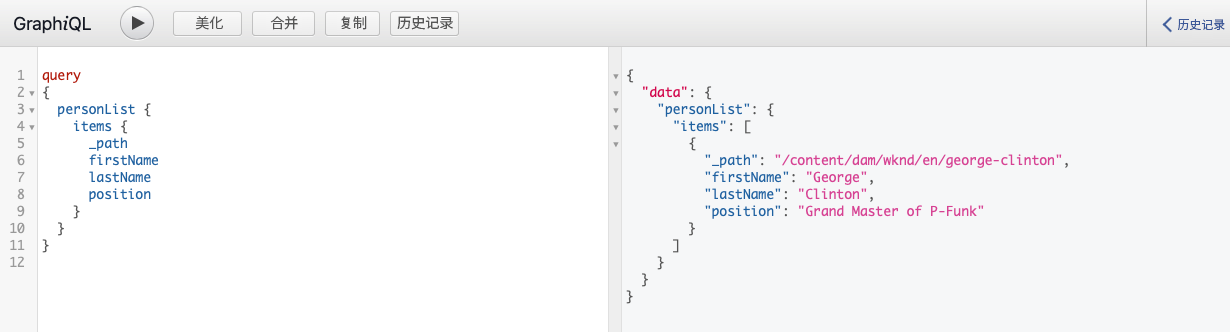 GraphiQL 美化 合并 复制 历史记录 历史记录
1 query
2 {
3 personList {
4 items {
5 _path
6 firstName
7 lastName
8 position
9 }
10 }
11 }
12
{
"data": {
"personList": {
"items": [
{
"_path": "/content/dam/wknd/en/george-clinton",
"firstName": "George",
"lastName": "Clinton",
"position": "Grand Master of P-Funk"
}
]
}
}
}